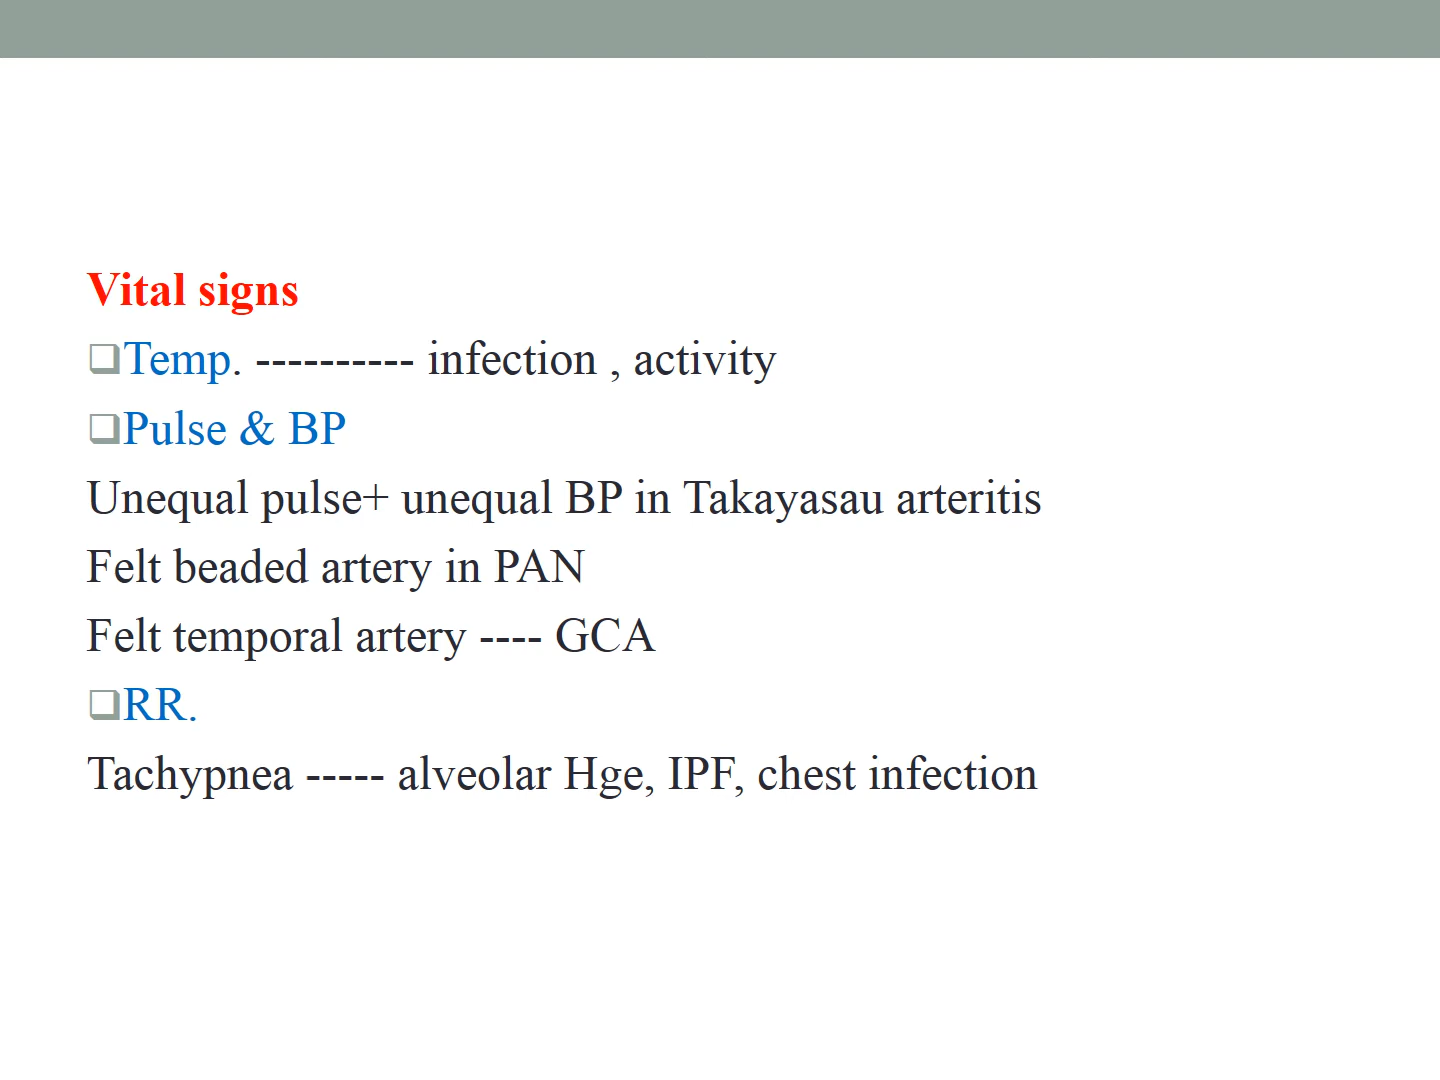 Vital signs
❑Temp. ---------- infection , activity
❑Pulse & BP
Unequal pulse+ unequal BP in Takayasau arteritis
Felt beaded artery in PAN
Felt temporal artery ---- GCA
❑RR.
Tachypnea ----- alveolar Hge, IPF, chest infection